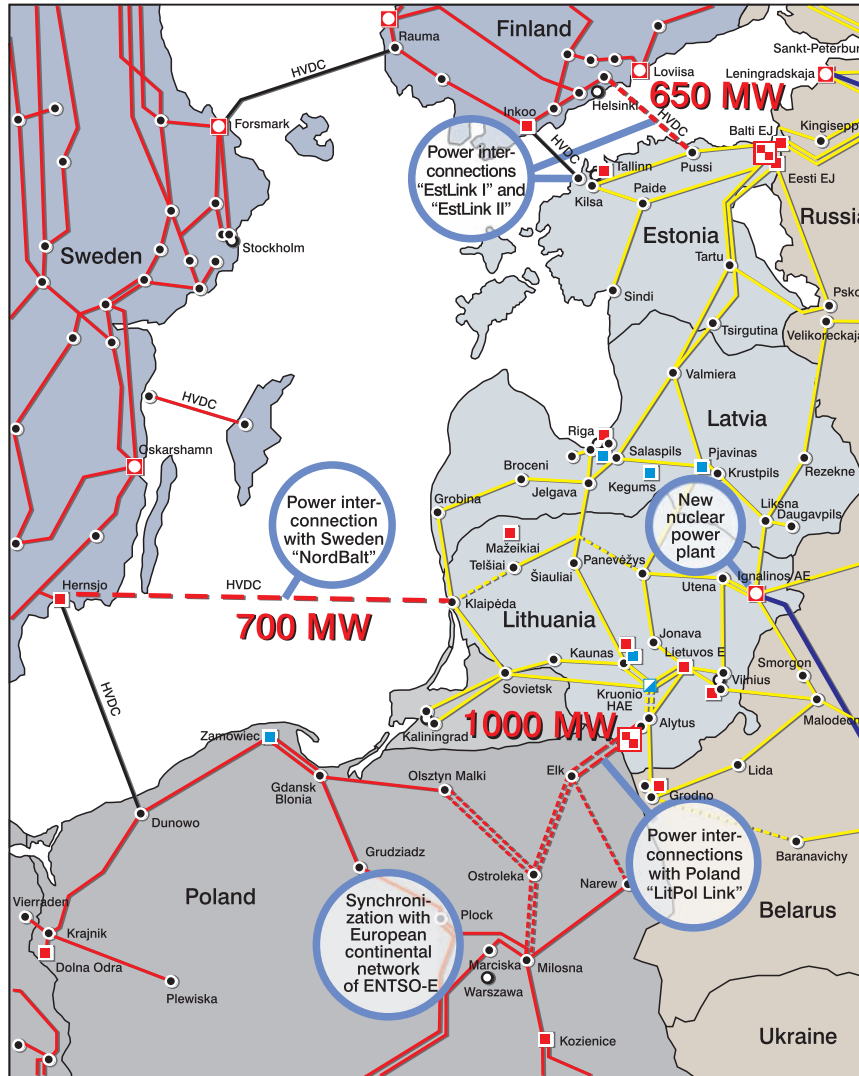 Finland
Rauma
HVDC
Sankt-Peterbur
Loviisa
Leningradskaja
650 MW
Helsinki
Forsmark
Inkoo
HVDC
HVDC
Balti EJ
Kingisepp
Power inter-
connections
“EstLink I” and
“EstLink II”
Tallinn
Pussi
Eesti EJ
Kilsa
Paide
Russia
Stockholm
Sweden
Estonia
Tartu
Sindi
Psko
Tsirgutina
Velikoreckaja
Valmiera
HVDC
Latvia
Riga
Oskarshamn
Salaspils
Pjavinas
Broceni
Krustpils
Rezekne
Kegums
Jelgava
Grobina
Power inter-
connection
with Sweden
“NordBalt”
New
nuclear
power
plant
Liksna
Daugavpils
Mažeikiai
Telšiai
Šiauliai
Panevėžys
Utena
Ignalinos AE
Hernsjo
HVDC
Klaipėda
700 MW
Lithuania
Jonava
Kaunas
Lietuvos E
Smorgon
Vilnius
Sovietsk
Kruonio
HAE
HVDC
1000 MW
Alytus
Malodeon
Kaliningrad
Zamowiec
Lida
Gdansk
Blonia
Olsztyn Malki
Elk
Grodno
Dunowo
Power inter-
connections
with Poland
“LitPol Link”
Baranavichy
Grudziadz
Ostroleka
Narew
Poland
Vierraden
Synchroni-
zation with
European
continental
network
of ENTSO-E
Plock
Belarus
Krajnik
Dolna Odra
Marciska
Milosna
Plewiska
Warszawa
Kozienice
Ukraine